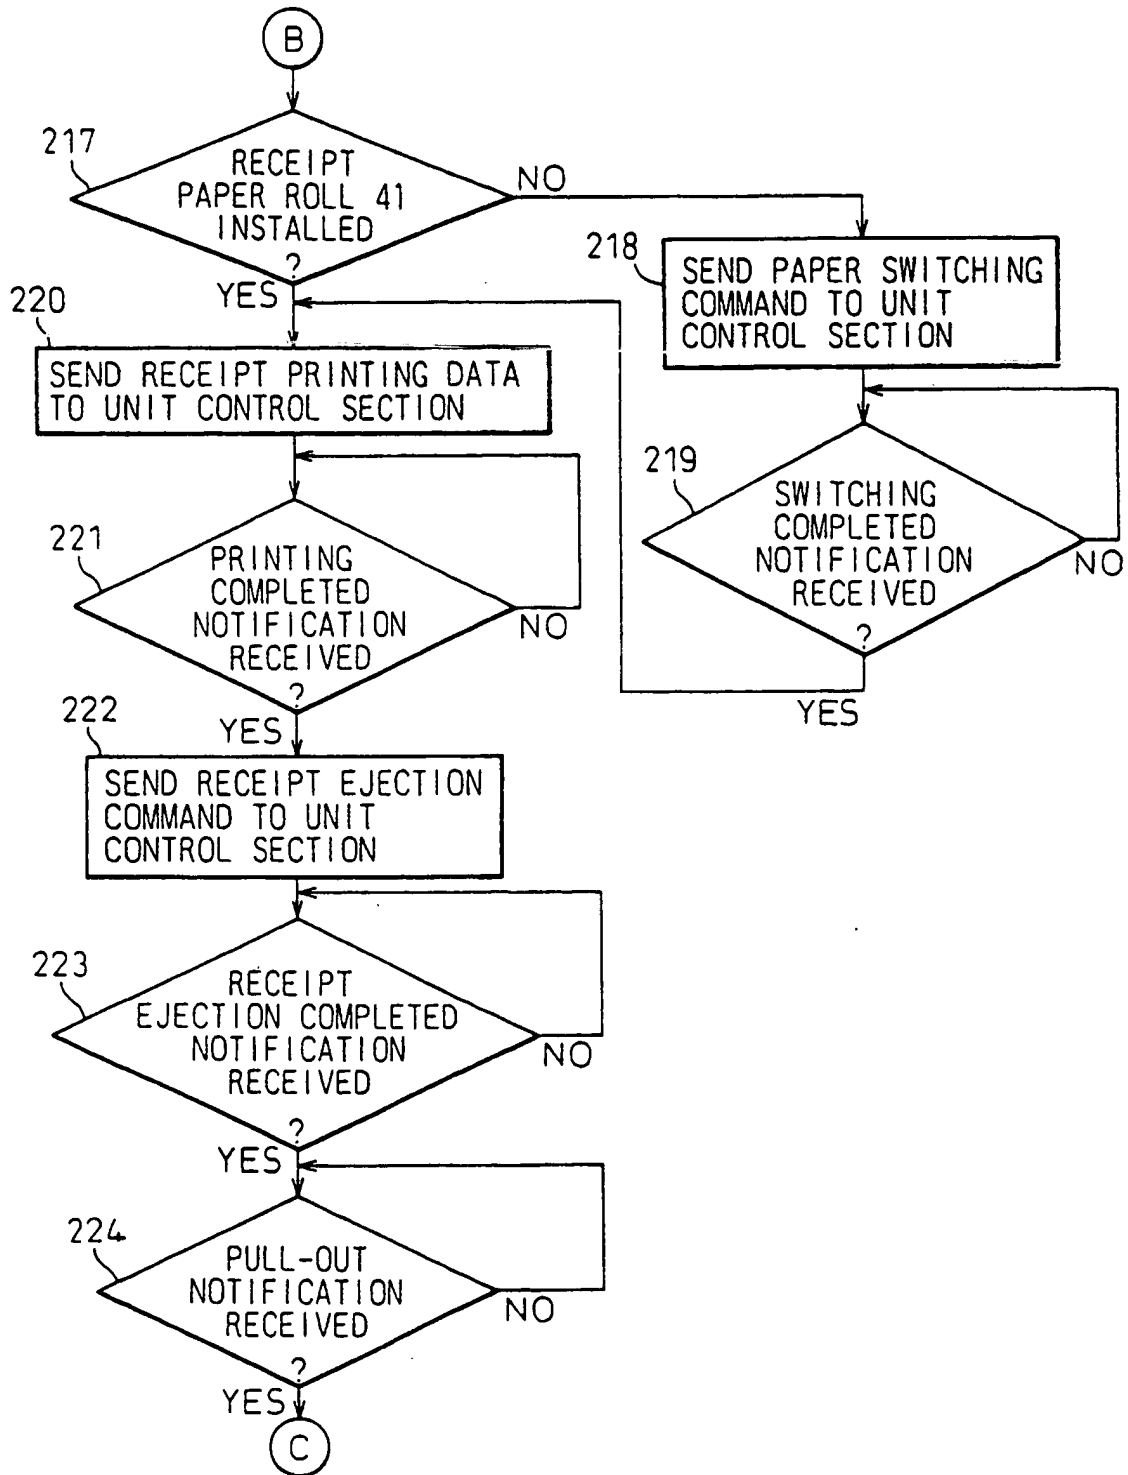 B
217
RECEIPT
PAPER ROLL 41
INSTALLED
?
NO
YES
218
SEND PAPER SWITCHING
COMMAND TO UNIT
CONTROL SECTION
219
SWITCHING
COMPLETED
NOTIFICATION
RECEIVED
?
NO
YES
220
SEND RECEIPT PRINTING DATA
TO UNIT CONTROL SECTION
221
PRINTING
COMPLETED
NOTIFICATION
RECEIVED
?
NO
YES
222
SEND RECEIPT EJECTION
COMMAND TO UNIT
CONTROL SECTION
223
RECEIPT
EJECTION COMPLETED
NOTIFICATION
RECEIVED
?
NO
YES
224
PULL-OUT
NOTIFICATION
RECEIVED
?
NO
YES
C